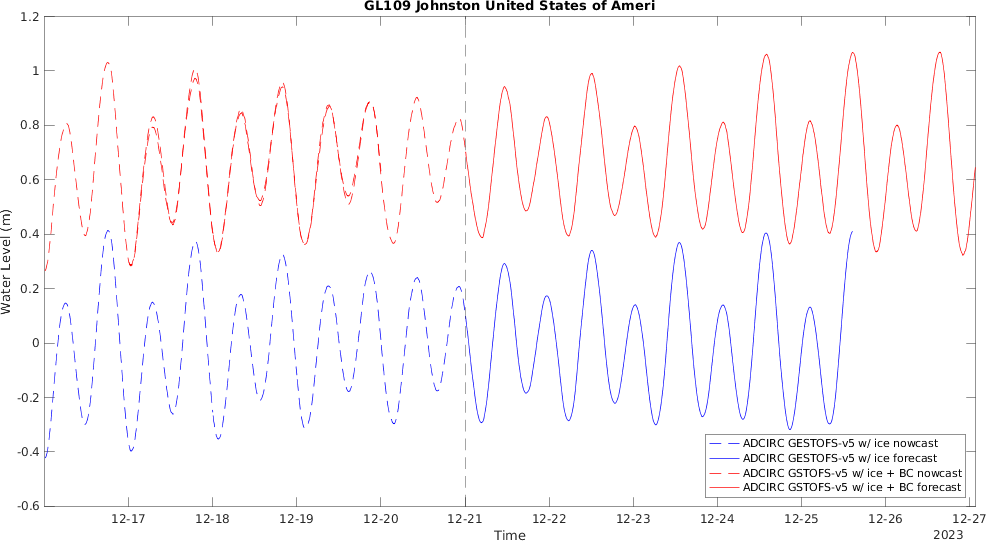 GL109 Johnston United States of Ameri
1.2
1
0.8
0.6
0.4
0.2
0
-0.2
-0.4
-0.6
Water Level (m)
ADCIRC GESTOFS-v5 w/ ice nowcast
ADCIRC GESTOFS-v5 w/ ice forecast
ADCIRC GSTOFS-v5 w/ ice + BC nowcast
ADCIRC GSTOFS-v5 w/ ice + BC forecast
12-17 12-18 12-19 12-20 12-21 12-22 12-23 12-24 12-25 12-26 12-27
Time
2023